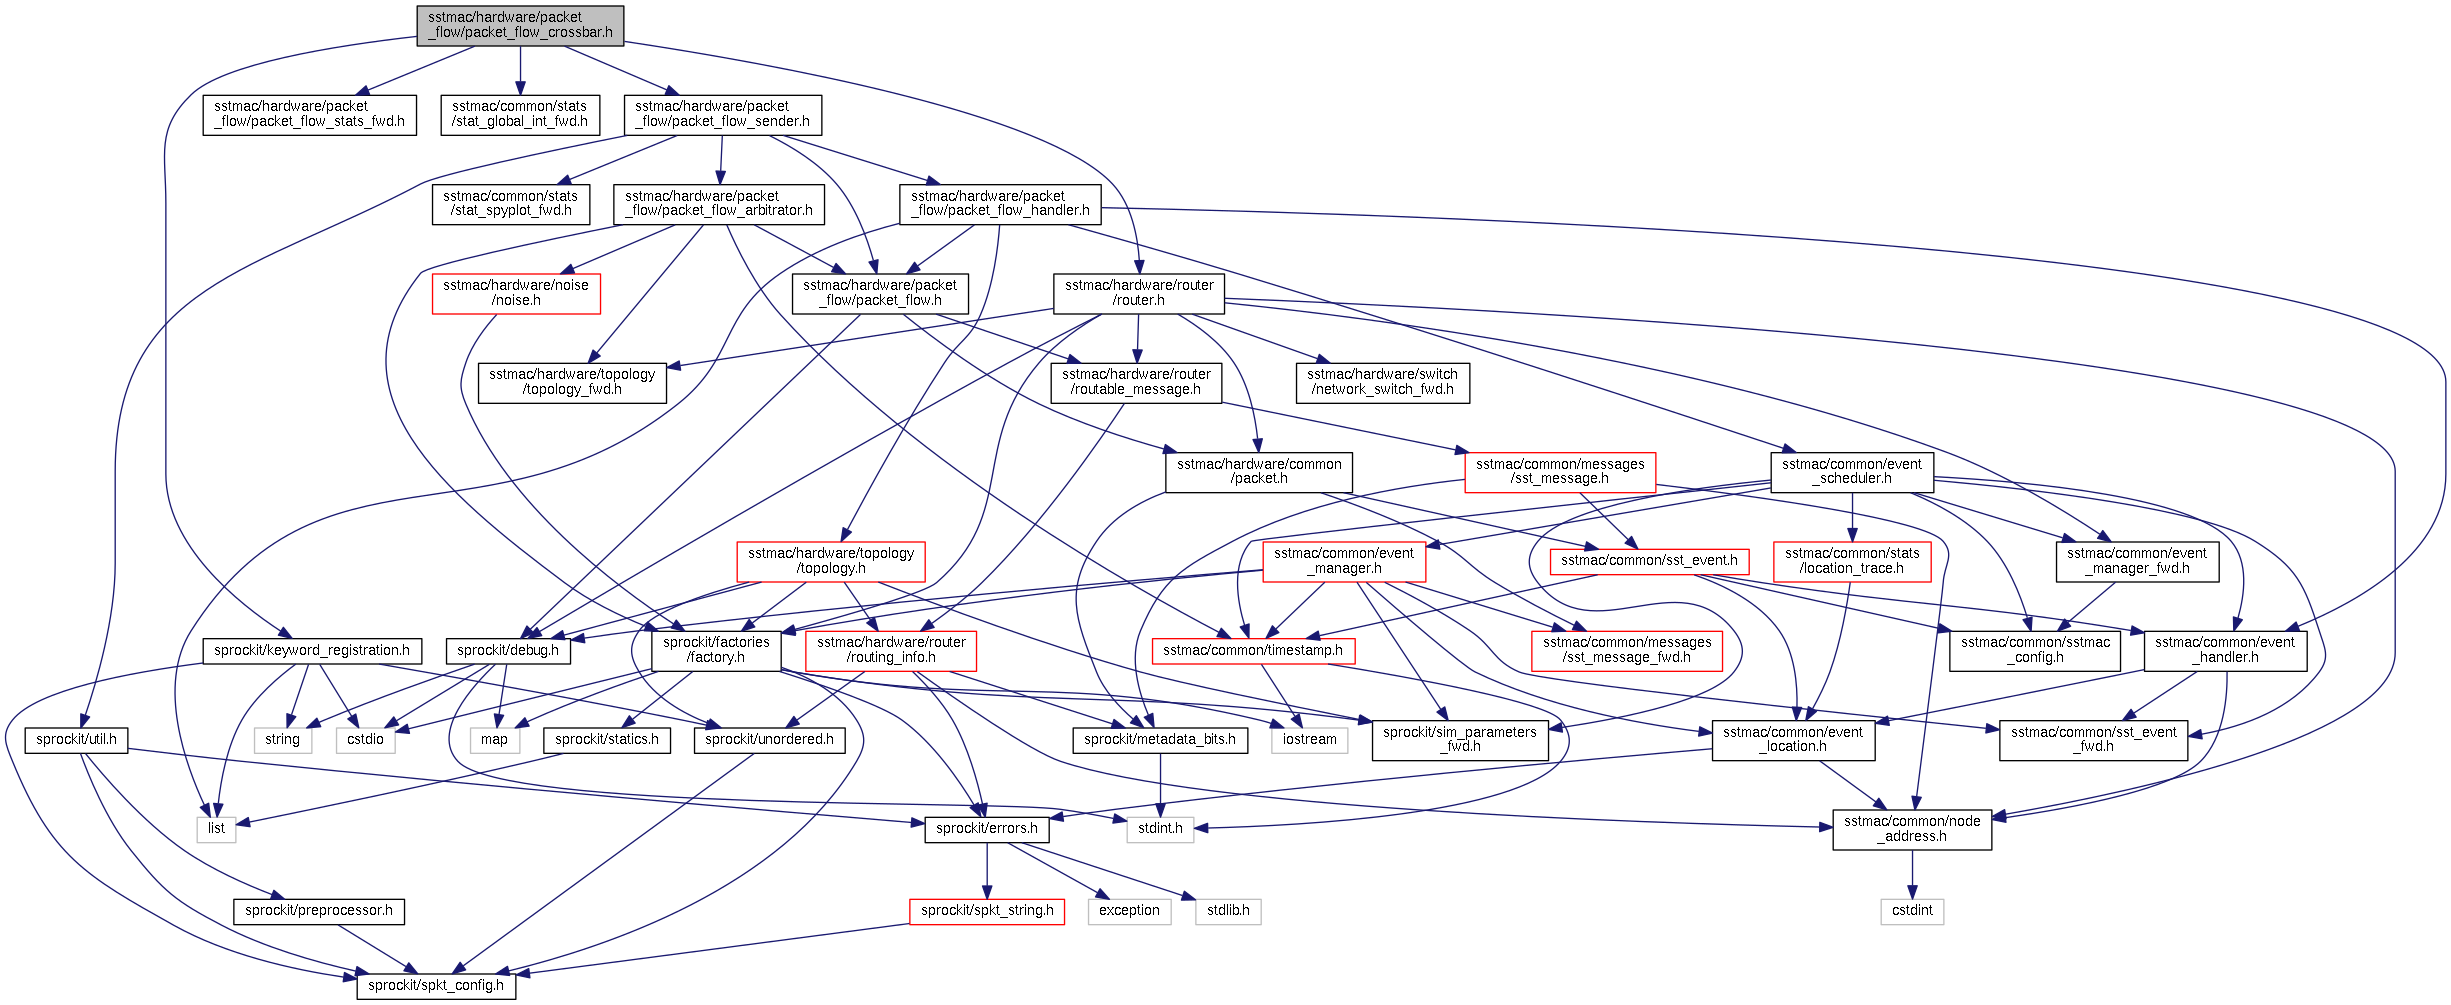 sstmac/hardware/packet
_flow/packet_flow_crossbar.h
sstmac/hardware/packet
_flow/packet_flow_stats_fwd.h
sstmac/common/stats
/stat_global_int_fwd.h
sstmac/hardware/packet
_flow/packet_flow_sender.h
sstmac/common/stats
/stat_spyplot_fwd.h
sstmac/hardware/packet
_flow/packet_flow_arbitrator.h
sstmac/hardware/packet
_flow/packet_flow_handler.h
sstmac/hardware/noise
/noise.h
sstmac/hardware/packet
_flow/packet_flow.h
sstmac/hardware/router
/router.h
sstmac/hardware/topology
/topology_fwd.h
sstmac/hardware/router
/routable_message.h
sstmac/hardware/switch
/network_switch_fwd.h
sstmac/hardware/common
/packet.h
sstmac/common/messages
/sst_message.h
sstmac/common/event
_scheduler.h
sstmac/hardware/topology
/topology.h
sstmac/common/event
_manager.h
sstmac/common/sst_event.h
sstmac/common/stats
/location_trace.h
sstmac/common/event
_manager_fwd.h
sprockit/keyword_registration.h
sprockit/debug.h
sprockit/factories
/factory.h
sstmac/hardware/router
/routing_info.h
sstmac/common/timestamp.h
sstmac/common/messages
/sst_message_fwd.h
sstmac/common/sstmac
_config.h
sstmac/common/event
_handler.h
sprockit/util.h
string
cstdio
map
sprockit/statics.h
sprockit/unordered.h
sprockit/metadata_bits.h
iostream
sprockit/sim_parameters
_fwd.h
sstmac/common/event
_location.h
sstmac/common/sst_event
_fwd.h
list
sprockit/errors.h
stdint.h
sstmac/common/node
_address.h
sprockit/preprocessor.h
sprockit/spkt_string.h
exception
stdlib.h
cstdint
sprockit/spkt_config.h